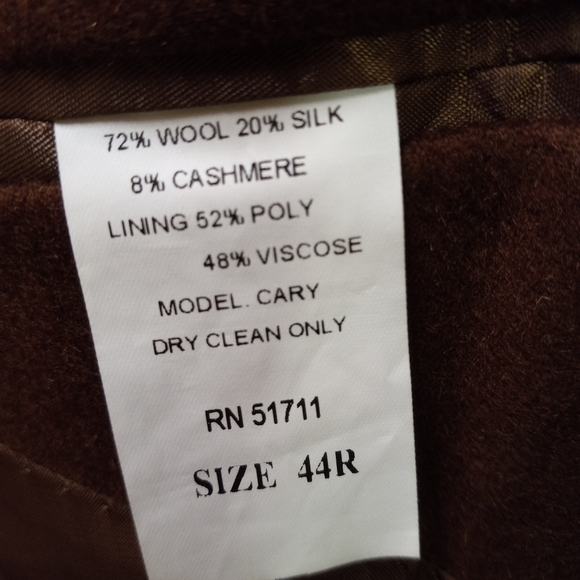 72% WOOL 20% SILK
8% CASHMERE
LINING 52% POLY
48% VISCOSE
MODEL. CARY
DRY CLEAN ONLY
RN 51711
SIZE 44R